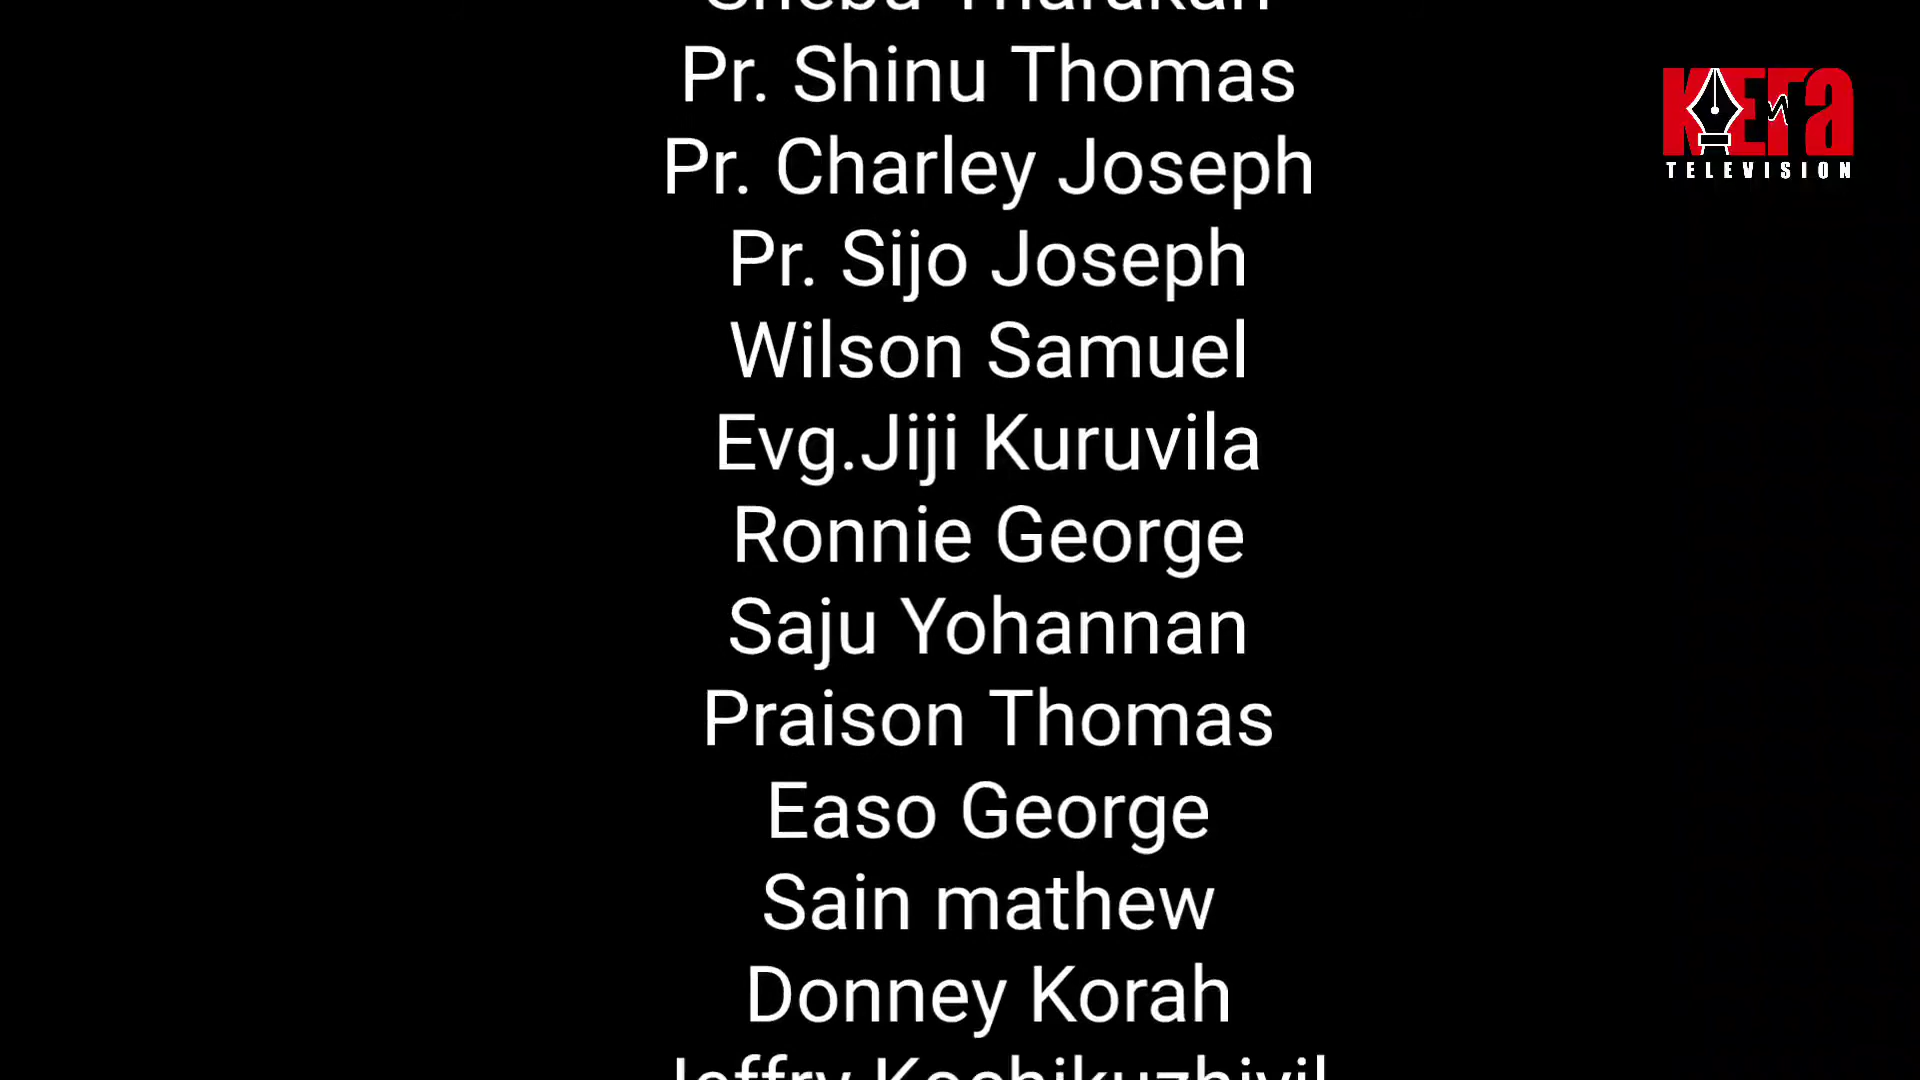 Pr. Shinu Thomas
Pr. Charley Joseph
Pr. Sijo Joseph
Wilson Samuel
Evg.Jiji Kuruvila
Ronnie George
Saju Yohannan
Praison Thomas
Easo George
Sain mathew
Donney Korah
KEFa
TELEVISION